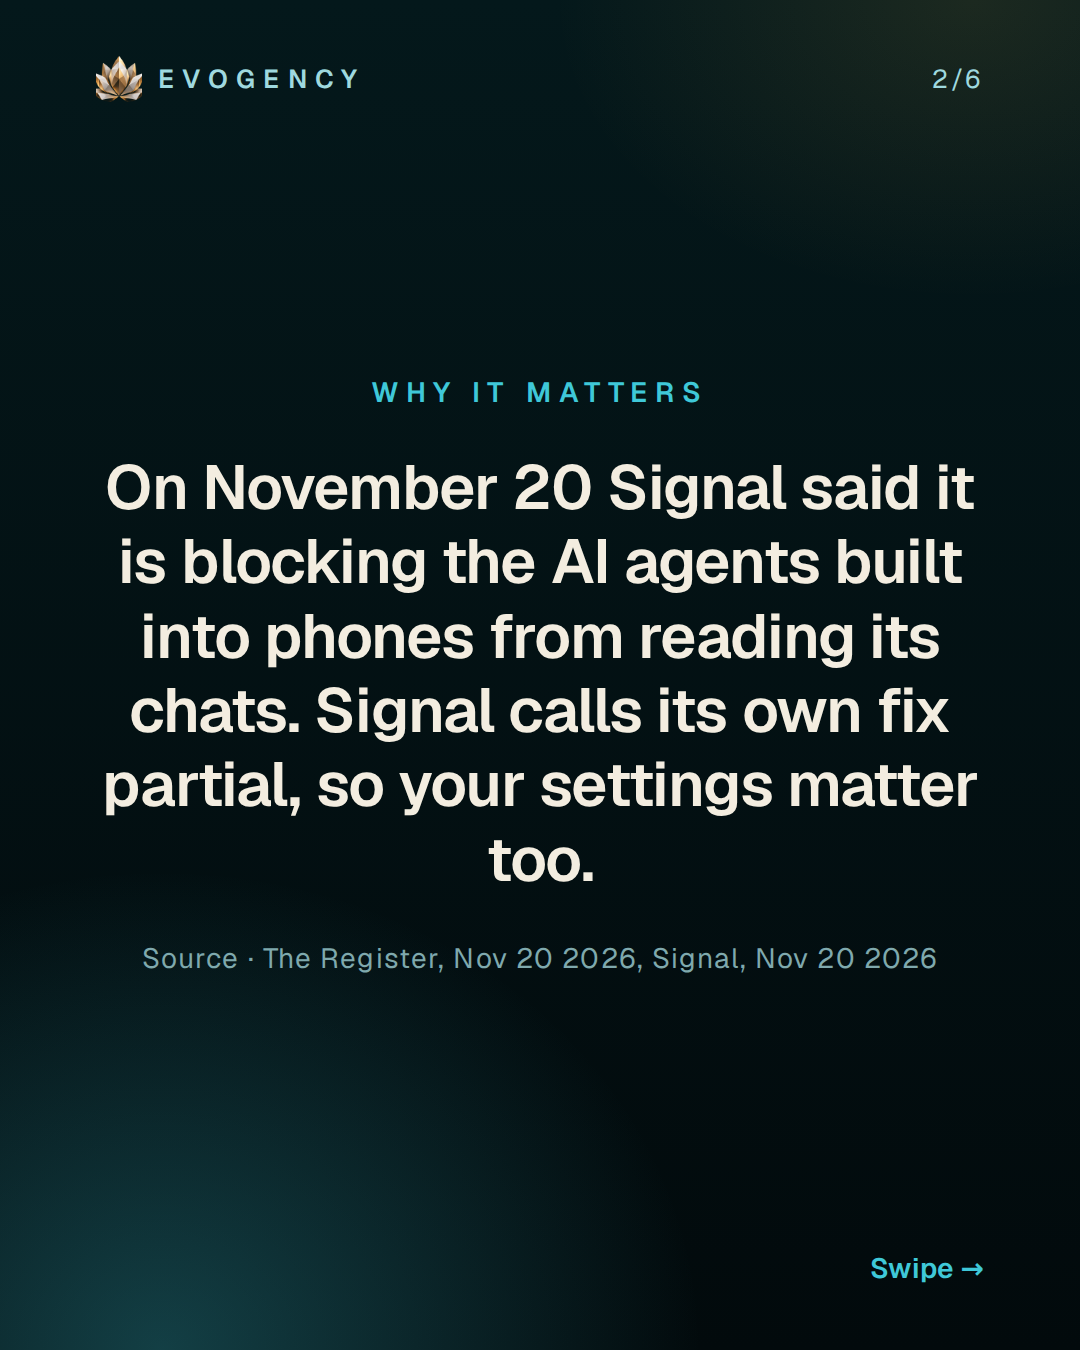 EVOGENCY
2/6
WHY IT MATTERS
On November 20 Signal said it
is blocking the AI agents built
into phones from reading its
chats. Signal calls its own fix
partial, so your settings matter
too.
Source · The Register, Nov 20 2026, Signal, Nov 20 2026
Swipe →